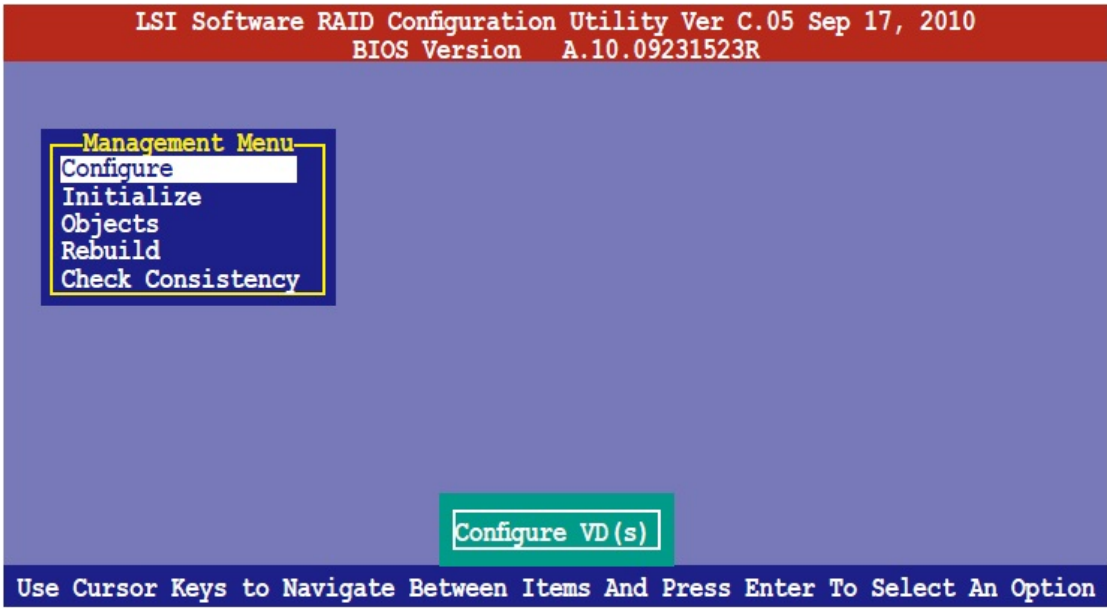 LSI Software RAID Configuration Utility Ver C.05 Sep 17, 2010
BIOS Version A.10.09231523R
Management Menu
Configure
Initialize
Objects
Rebuild
Check Consistency
Configure VD(s)
Use Cursor Keys to Navigate Between Items And Press Enter To Select An Option